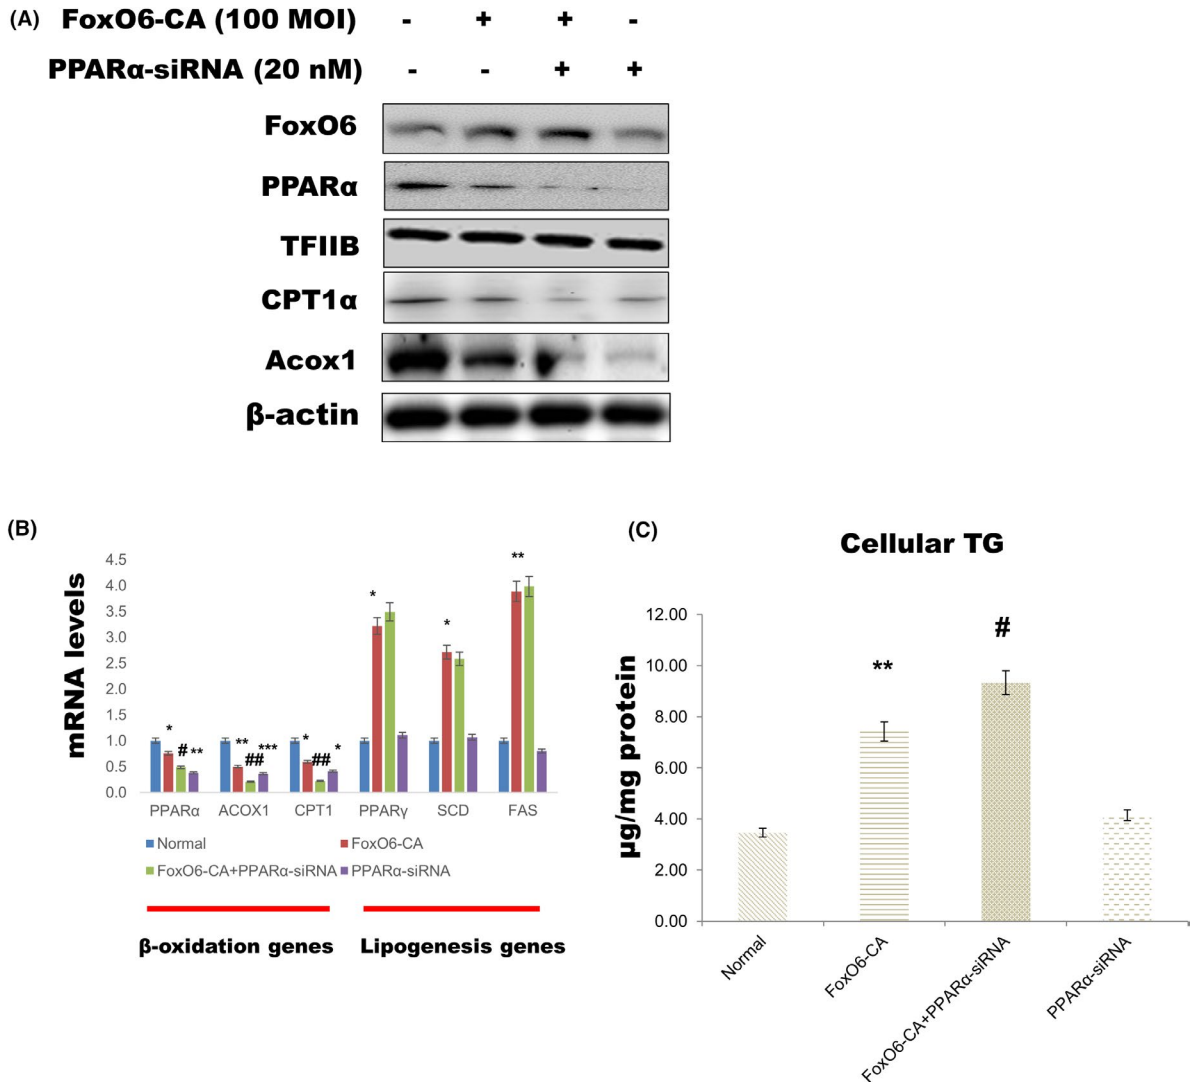 (A) FoxO6-CA (100 MOI) - + + -
PPARα-siRNA (20 nM) - - + +
FoxO6
PPARα
TFIIB
CPT1α
Acox1
β-actin
(B)
mRNA levels
4.5
4.0
3.5
3.0
2.5
2.0
1.5
1.0
0.5
0.0
* # ** ** ## *** * ## * * * **
PPARα ACOX1 CPT1 PPARγ SCD FAS
Normal FoxO6-CA
FoxO6-CA+PPARα-siRNA PPARα-siRNA
β-oxidation genes Lipogenesis genes
(C)
Cellular TG
µg/mg protein
12.00
10.00
8.00
6.00
4.00
2.00
0.00
** #
Normal
FoxO6-CA
FoxO6-CA+PPARα-siRNA
PPARα-siRNA